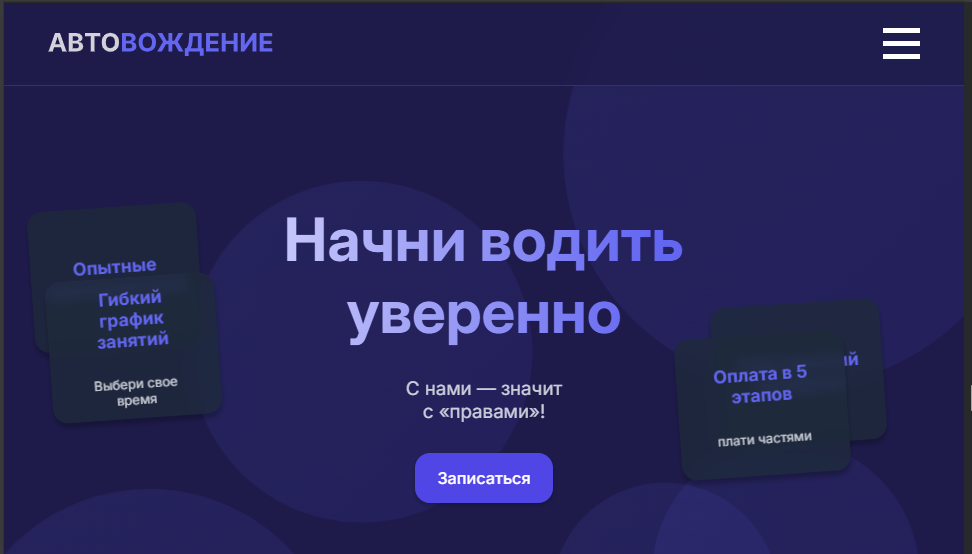 АВТОВОЖДЕНИЕ
Начни водить
уверенно
С нами — значит
с «правами»!
Записаться
Опытные
Гибкий
график
занятий
Выбери свое
время
Оплата в 5
этапов
плати частями